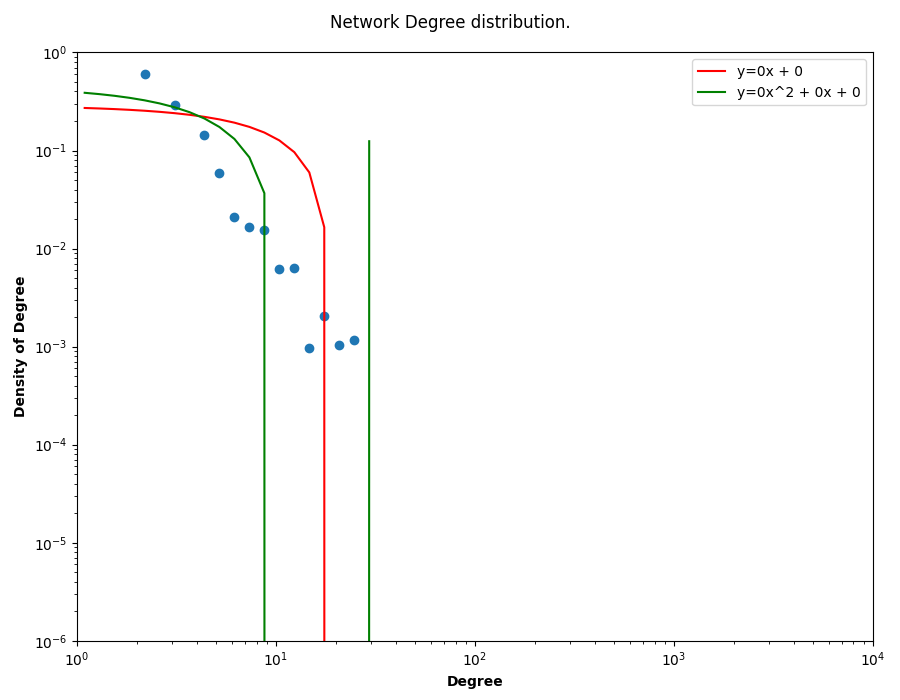 Network Degree distribution.
y=0x + 0
y=0x^2 + 0x + 0
10^0
10^-1
10^-2
10^-3
10^-4
10^-5
10^-6
Density of Degree
10^0 10^1 10^2 10^3 10^4
Degree